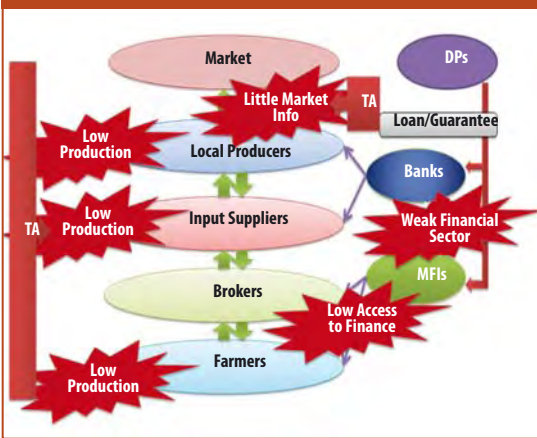 Market
DPs
Little Market
Info
TA
Loan/Guarantee
Low
Production
Local Producers
Banks
Low
Production
TA
Input Suppliers
Weak Financial
Sector
MFIs
Brokers
Low Access
to Finance
Farmers
Low
Production